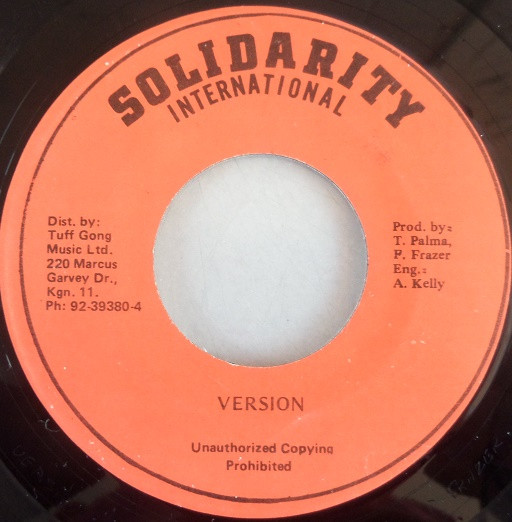 SOLIDARITY
INTERNATIONAL
Dist. by:
Tuff Gong
Music Ltd.
220 Marcus
Garvey Dr.,
Kgn. 11.
Ph: 92-39380-4
Prod. by:
T. Palma,
P. Frazer
Eng.:
A. Kelly
VERSION
Unauthorized Copying
Prohibited